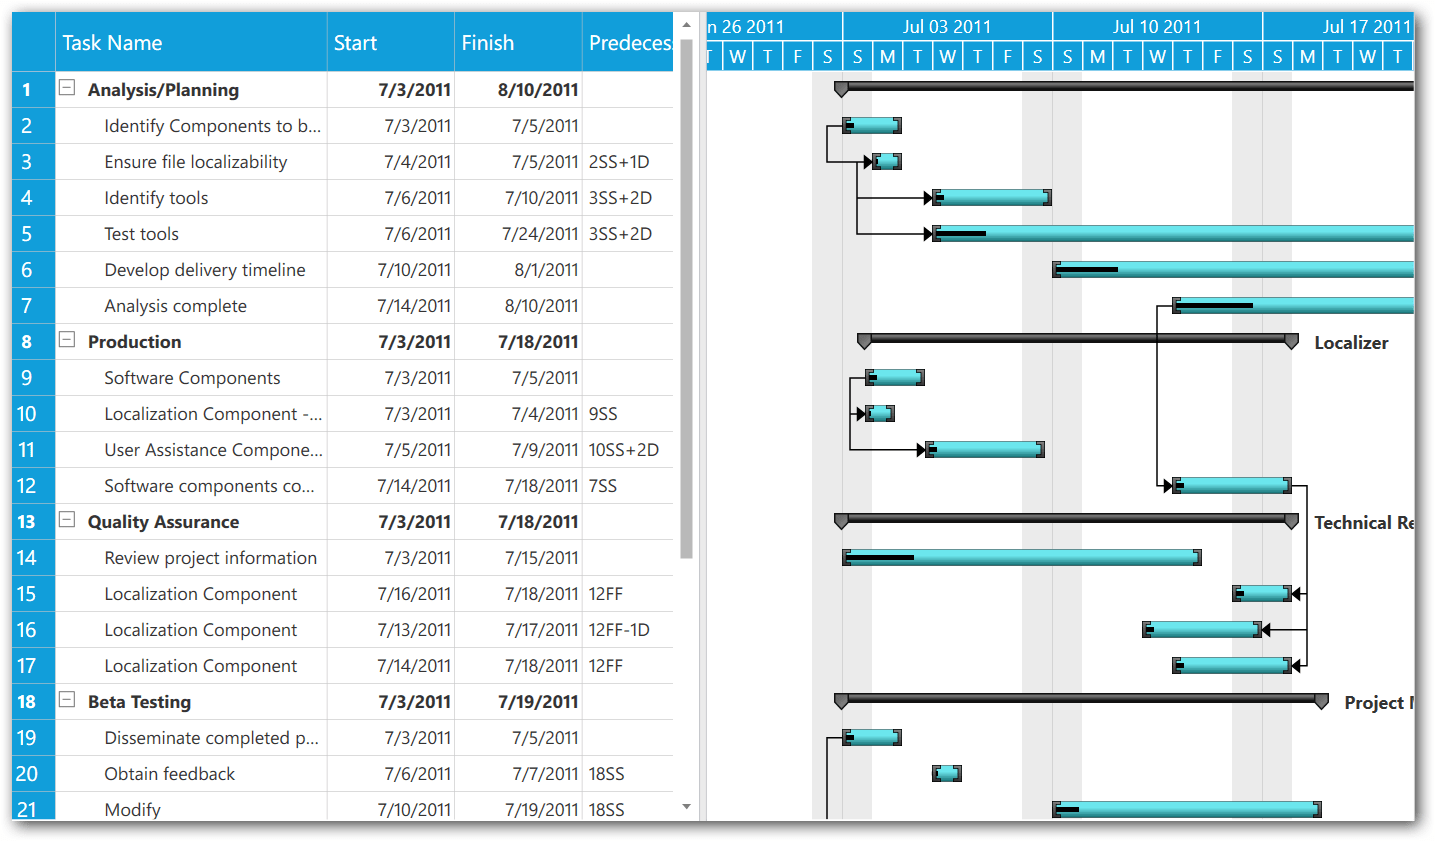 Task Name Start Finish Predeces n 26 2011 Jul 03 2011 Jul 10 2011 Jul 17 2011
T W T F S S M T W T F S S M T W T F S S M T W T
1 Analysis/Planning 7/3/2011 8/10/2011
2 Identify Components to b... 7/3/2011 7/5/2011
3 Ensure file localizability 7/4/2011 7/5/2011 2SS+1D
4 Identify tools 7/6/2011 7/10/2011 3SS+2D
5 Test tools 7/6/2011 7/24/2011 3SS+2D
6 Develop delivery timeline 7/10/2011 8/1/2011
7 Analysis complete 7/14/2011 8/10/2011
8 Production 7/3/2011 7/18/2011 Localizer
9 Software Components 7/3/2011 7/5/2011
10 Localization Component -... 7/3/2011 7/4/2011 9SS
11 User Assistance Compone... 7/5/2011 7/9/2011 10SS+2D
12 Software components co... 7/14/2011 7/18/2011 7SS
13 Quality Assurance 7/3/2011 7/18/2011 Technical Re
14 Review project information 7/3/2011 7/15/2011
15 Localization Component 7/16/2011 7/18/2011 12FF
16 Localization Component 7/13/2011 7/17/2011 12FF-1D
17 Localization Component 7/14/2011 7/18/2011 12FF
18 Beta Testing 7/3/2011 7/19/2011 Project M
19 Disseminate completed p... 7/3/2011 7/5/2011
20 Obtain feedback 7/6/2011 7/7/2011 18SS
21 Modify 7/10/2011 7/19/2011 18SS